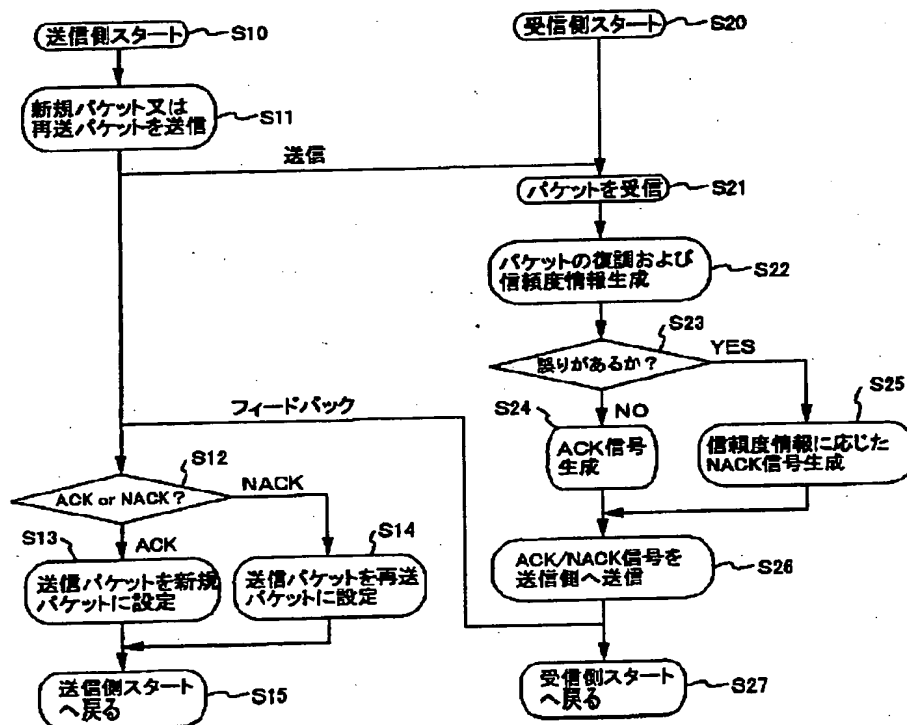 送信側スタート
S10
新規パケット又は
再送パケットを送信
S11
送信
受信側スタート
S20
パケットを受信
S21
パケットの復調および
信頼度情報生成
S22
S23
誤りがあるか？
YES
NO
S24
ACK信号
生成
S25
信頼度情報に応じた
NACK信号生成
フィードバック
S12
ACK or NACK？
NACK
ACK
S13
送信パケットを新規
パケットに設定
S14
送信パケットを再送
パケットに設定
ACK/NACK信号を
送信側へ送信
S26
送信側スタート
へ戻る
S15
受信側スタート
へ戻る
S27